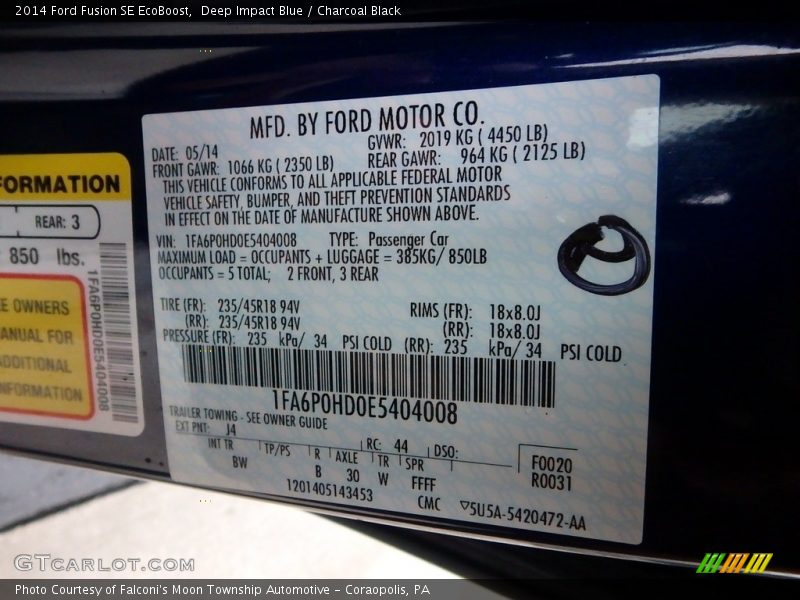 2014 Ford Fusion SE EcoBoost, Deep Impact Blue / Charcoal Black
FORMATION
REAR: 3
850 lbs.
EE OWNERS
ANUAL FOR
ADDITIONAL
NFORMATION
1FA6P0HD0E5404008
MFD. BY FORD MOTOR CO.
DATE: 05/14 GVWR: 2019 KG ( 4450 LB)
FRONT GAWR: 1066 KG ( 2350 LB) REAR GAWR: 964 KG ( 2125 LB)
THIS VEHICLE CONFORMS TO ALL APPLICABLE FEDERAL MOTOR
VEHICLE SAFETY, BUMPER, AND THEFT PREVENTION STANDARDS
IN EFFECT ON THE DATE OF MANUFACTURE SHOWN ABOVE.
VIN: 1FA6P0HD0E5404008 TYPE: Passenger Car
MAXIMUM LOAD = OCCUPANTS + LUGGAGE = 385KG/ 850LB
OCCUPANTS = 5 TOTAL; 2 FRONT, 3 REAR
TIRE (FR): 235/45R18 94V RIMS (FR): 18x8.0J
(RR): 235/45R18 94V (RR): 18x8.0J
PRESSURE (FR): 235 kPa/ 34 PSI COLD (RR): 235 kPa/ 34 PSI COLD
1FA6P0HD0E5404008
TRAILER TOWING - SEE OWNER GUIDE
EXT PNT: J4 RC: 44 DSO:
INT TR TP/PS R AXLE TR SPR F0020
BW B 30 W FFFF R0031
1201405143453 CMC ▽5U5A-5420472-AA
GTCARLOT.COM
Photo Courtesy of Falconi's Moon Township Automotive – Coraopolis, PA